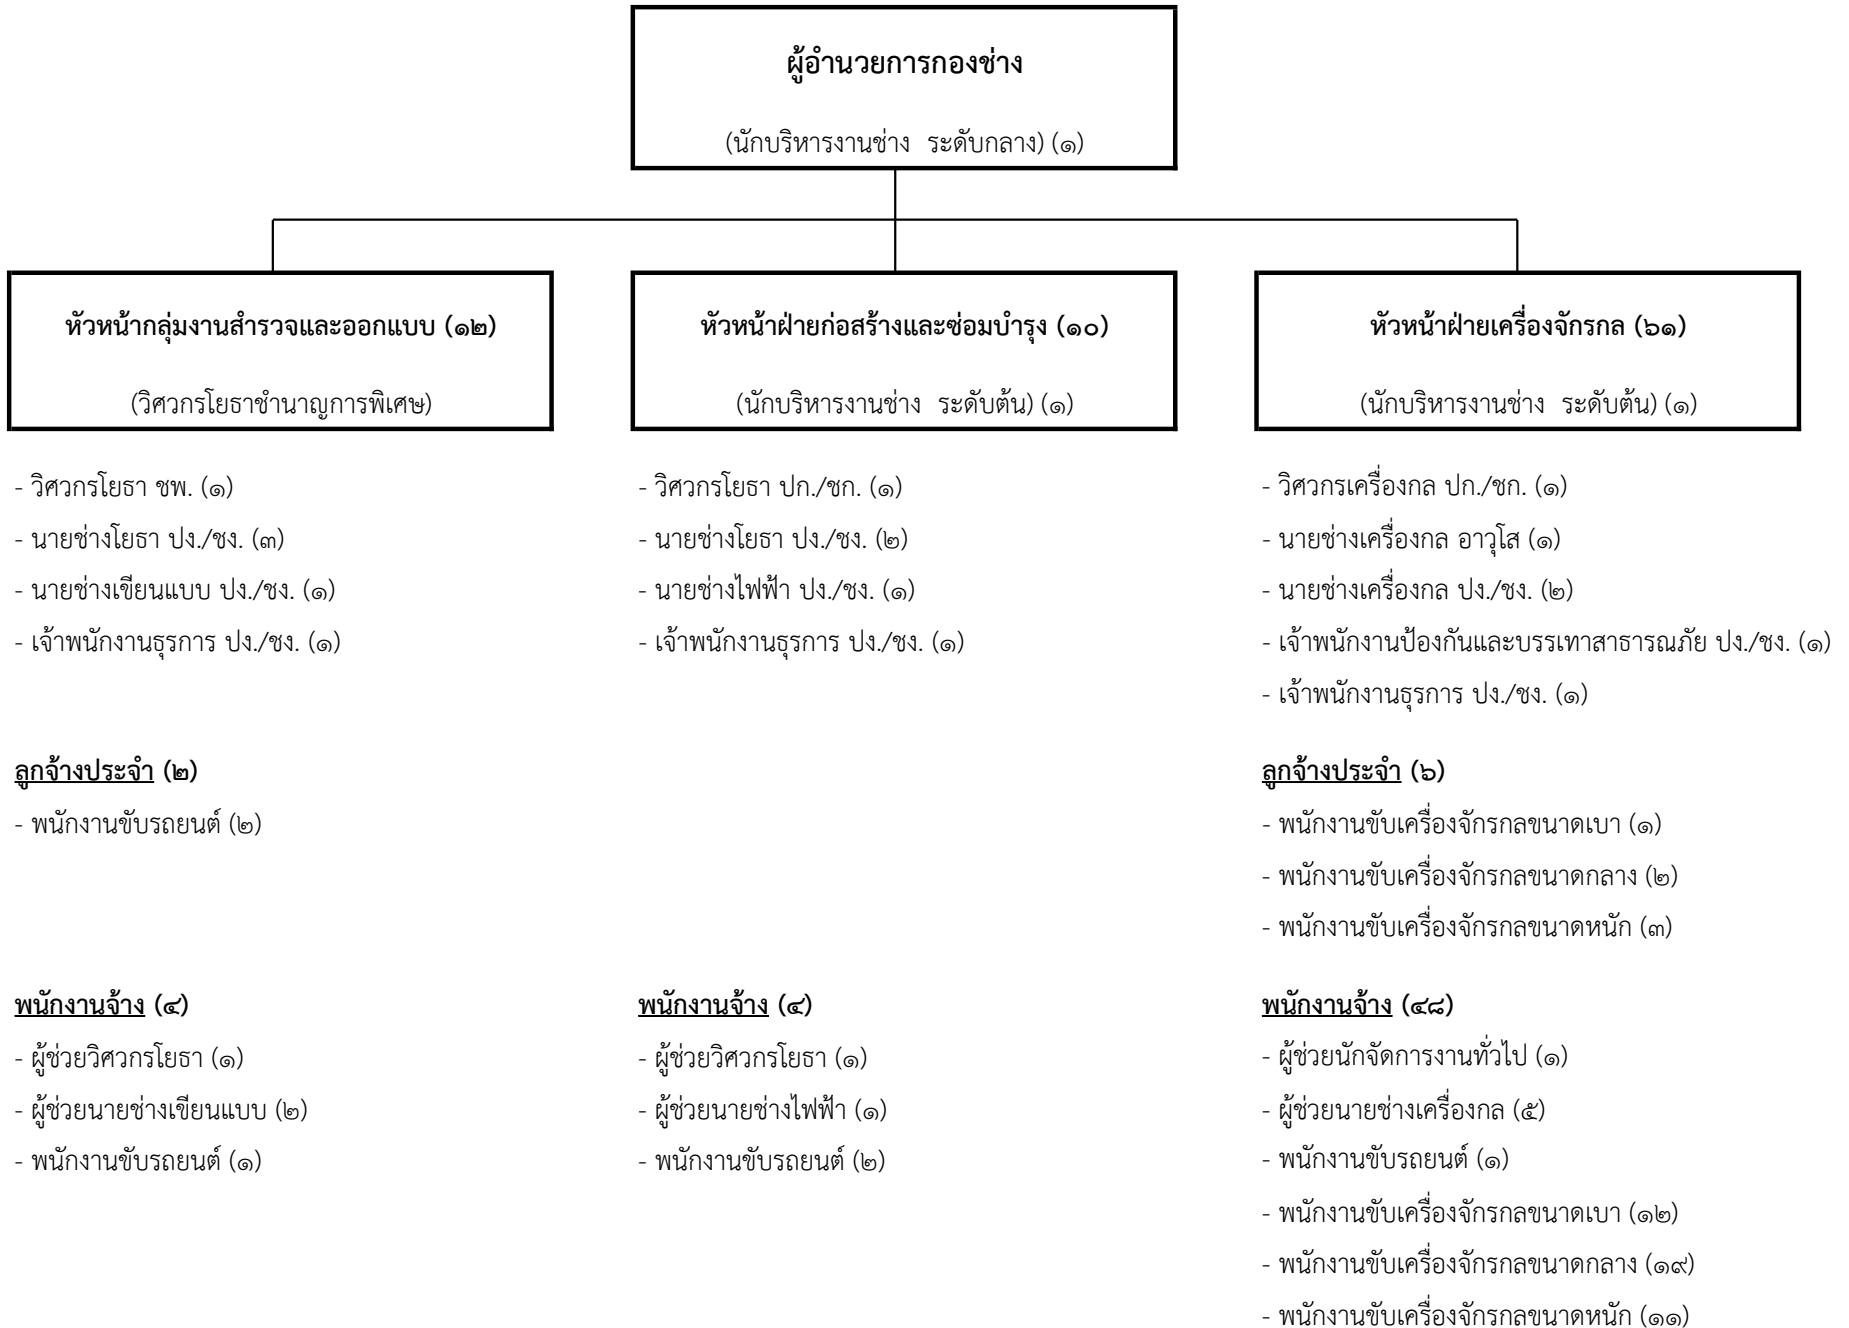 ผู้อำนวยการกองช่าง
(นักบริหารงานช่าง ระดับกลาง) (๑)
หัวหน้ากลุ่มงานสำรวจและออกแบบ (๑๒)
(วิศวกรโยธาชำนาญการพิเศษ)
- วิศวกรโยธา ชพ. (๑)
- นายช่างโยธา ปง./ชง. (๓)
- นายช่างเขียนแบบ ปง./ชง. (๑)
- เจ้าพนักงานธุรการ ปง./ชง. (๑)
ลูกจ้างประจำ (๒)
- พนักงานขับรถยนต์ (๒)
พนักงานจ้าง (๔)
- ผู้ช่วยวิศวกรโยธา (๑)
- ผู้ช่วยนายช่างเขียนแบบ (๒)
- พนักงานขับรถยนต์ (๑)
หัวหน้าฝ่ายก่อสร้างและซ่อมบำรุง (๑๐)
(นักบริหารงานช่าง ระดับต้น) (๑)
- วิศวกรโยธา ปก./ชก. (๑)
- นายช่างโยธา ปง./ชง. (๒)
- นายช่างไฟฟ้า ปง./ชง. (๑)
- เจ้าพนักงานธุรการ ปง./ชง. (๑)
พนักงานจ้าง (๔)
- ผู้ช่วยวิศวกรโยธา (๑)
- ผู้ช่วยนายช่างไฟฟ้า (๑)
- พนักงานขับรถยนต์ (๒)
หัวหน้าฝ่ายเครื่องจักรกล (๖๑)
(นักบริหารงานช่าง ระดับต้น) (๑)
- วิศวกรเครื่องกล ปก./ชก. (๑)
- นายช่างเครื่องกล อาวุโส (๑)
- นายช่างเครื่องกล ปง./ชง. (๒)
- เจ้าพนักงานป้องกันและบรรเทาสาธารณภัย ปง./ชง. (๑)
- เจ้าพนักงานธุรการ ปง./ชง. (๑)
ลูกจ้างประจำ (๖)
- พนักงานขับเครื่องจักรกลขนาดเบา (๑)
- พนักงานขับเครื่องจักรกลขนาดกลาง (๒)
- พนักงานขับเครื่องจักรกลขนาดหนัก (๓)
พนักงานจ้าง (๔๘)
- ผู้ช่วยนักจัดการงานทั่วไป (๑)
- ผู้ช่วยนายช่างเครื่องกล (๕)
- พนักงานขับรถยนต์ (๑)
- พนักงานขับเครื่องจักรกลขนาดเบา (๑๒)
- พนักงานขับเครื่องจักรกลขนาดกลาง (๑๙)
- พนักงานขับเครื่องจักรกลขนาดหนัก (๑๑)